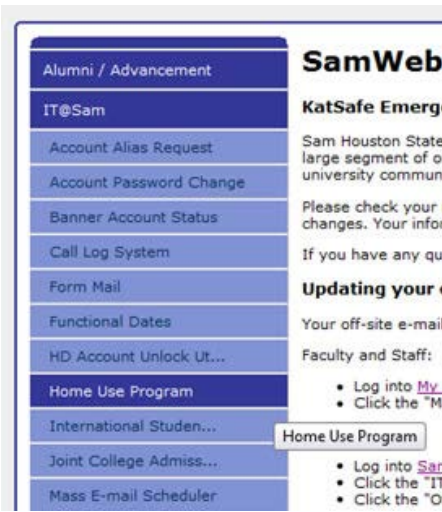 Alumni / Advancement
IT@Sam
Account Alias Request
Account Password Change
Banner Account Status
Call Log System
Form Mail
Functional Dates
HD Account Unlock Ut...
Home Use Program
International Studen...
Joint College Admiss...
Mass E-mail Scheduler
SamWeb
KatSafe Emerg
Sam Houston State
large segment of o
university commun
Please check your
changes. Your info
If you have any qu
Updating your
Your off-site e-mail
Faculty and Staff:
• Log into My
• Click the "M
Home Use Program
• Log into Sam
• Click the "IT
• Click the "O